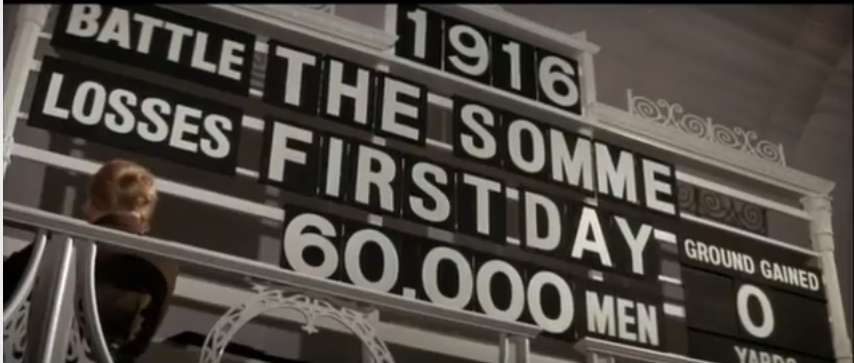 1916
BATTLE THE SOMME
LOSSES FIRST DAY
60,000 MEN
GROUND GAINED
0
YARDS